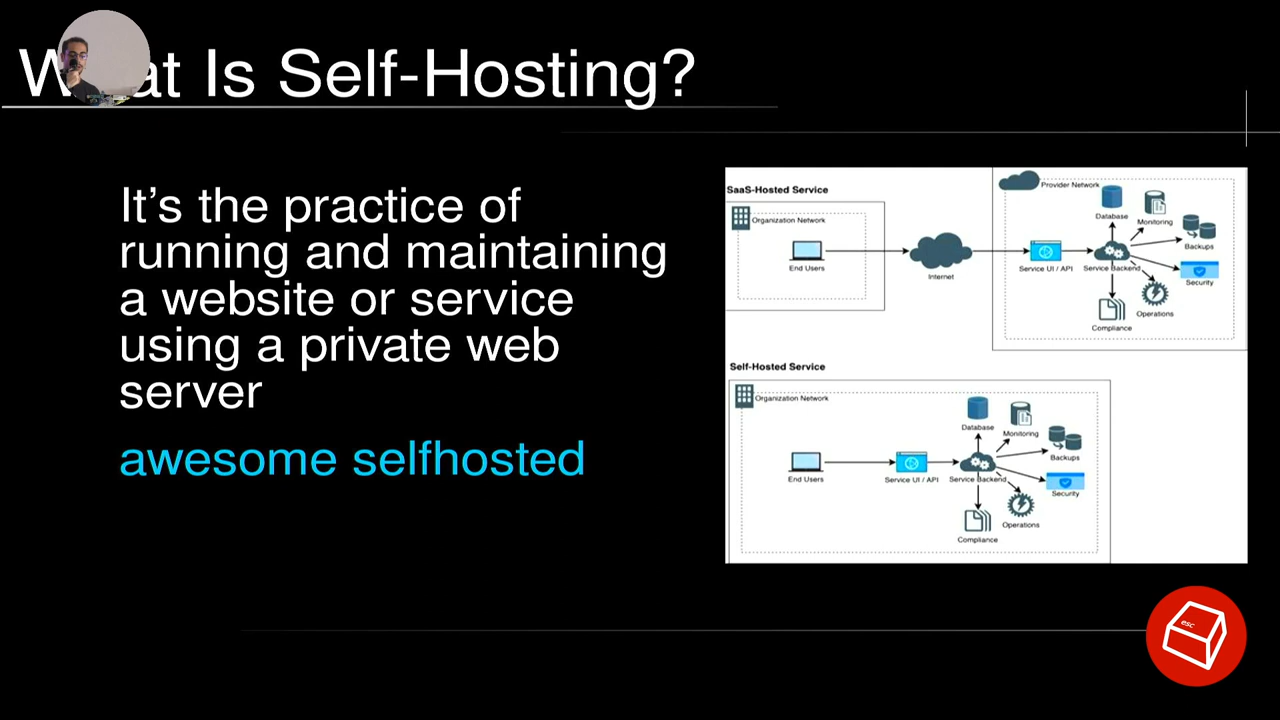 What Is Self-Hosting?
It’s the practice of
running and maintaining
a website or service
using a private web
server
awesome selfhosted
SaaS-Hosted Service
Organization Network
End Users
Internet
Provider Network
Database
Monitoring
Backups
Service UI / API
Service Backend
Security
Operations
Compliance
Self-Hosted Service
Organization Network
Database
Monitoring
Backups
End Users
Service UI / API
Service Backend
Security
Operations
Compliance
esc